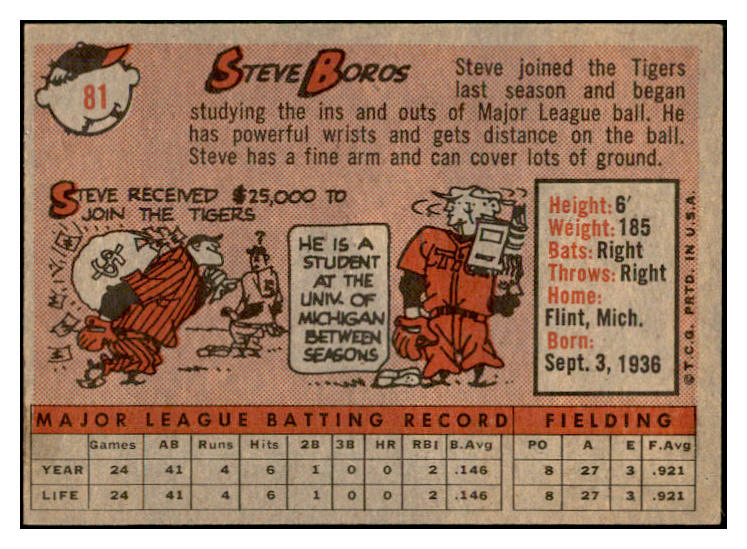 81
STEVE BOROS
Steve joined the Tigers
last season and began
studying the ins and outs of Major League ball. He
has powerful wrists and gets distance on the ball.
Steve has a fine arm and can cover lots of ground.
STEVE RECEIVED $25,000 TO
JOIN THE TIGERS
$
?
HE IS A
STUDENT
AT THE
UNIV. OF
MICHIGAN
BETWEEN
SEASONS
Height: 6'
Weight: 185
Bats: Right
Throws: Right
Home:
Flint, Mich.
Born:
Sept. 3, 1936
©T.C.G. PRTD. IN U.S.A.
MAJOR LEAGUE BATTING RECORD FIELDING
Games AB Runs Hits 2B 3B HR RBI B.Avg PO A E F.Avg
YEAR 24 41 4 6 1 0 0 2 .146 8 27 3 .921
LIFE 24 41 4 6 1 0 0 2 .146 8 27 3 .921